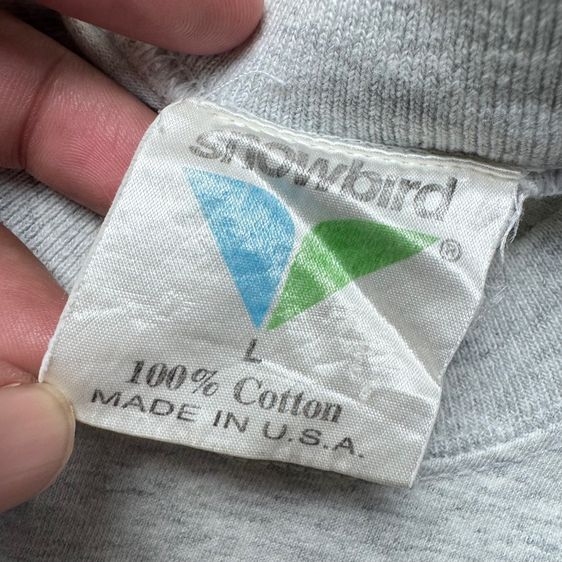 snowbird
®
L
100% Cotton
MADE IN U.S.A.